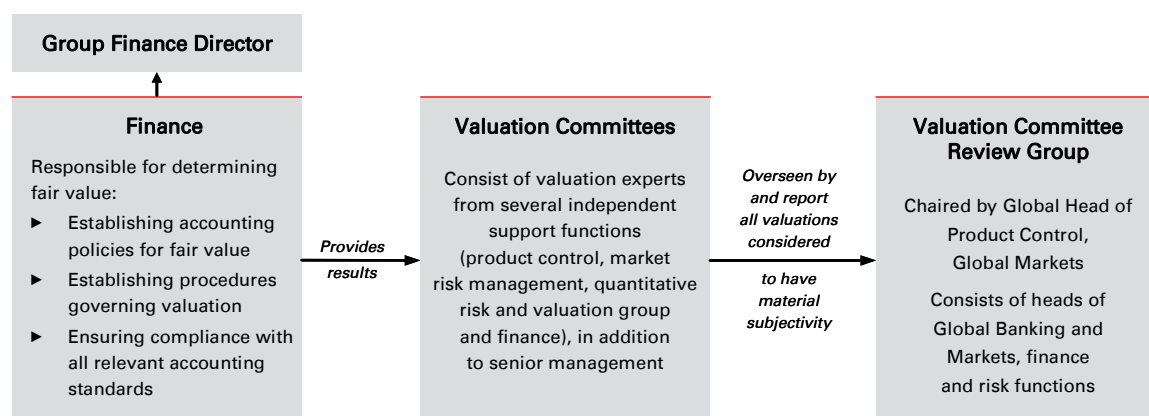 Group Finance Director
Finance
Responsible for determining
fair value:
► Establishing accounting
policies for fair value
► Establishing procedures
governing valuation
► Ensuring compliance with
all relevant accounting
standards
Provides
results
Valuation Committees
Consist of valuation experts
from several independent
support functions
(product control, market
risk management, quantitative
risk and valuation group
and finance), in addition
to senior management
Overseen by
and report
all valuations
considered
to have
material
subjectivity
Valuation Committee
Review Group
Chaired by Global Head of
Product Control,
Global Markets
Consists of heads of
Global Banking and
Markets, finance
and risk functions